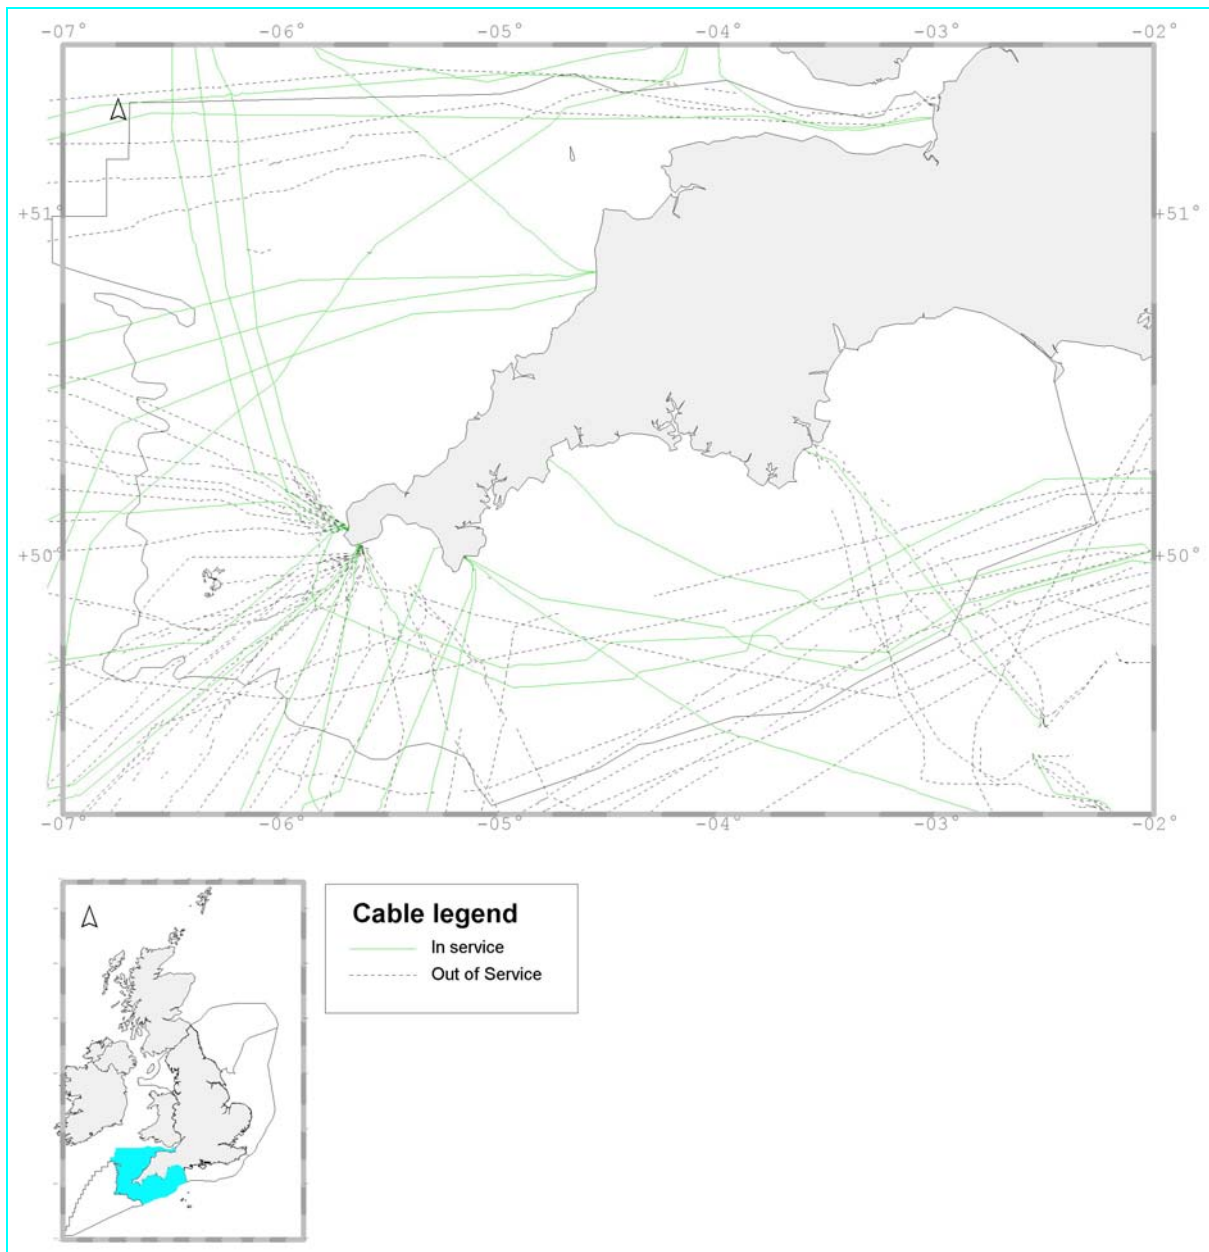 -07° -06° -05° -04° -03° -02°
+51° +51°
+50° +50°
-07° -06° -05° -04° -03° -02°
Cable legend
In service
Out of Service